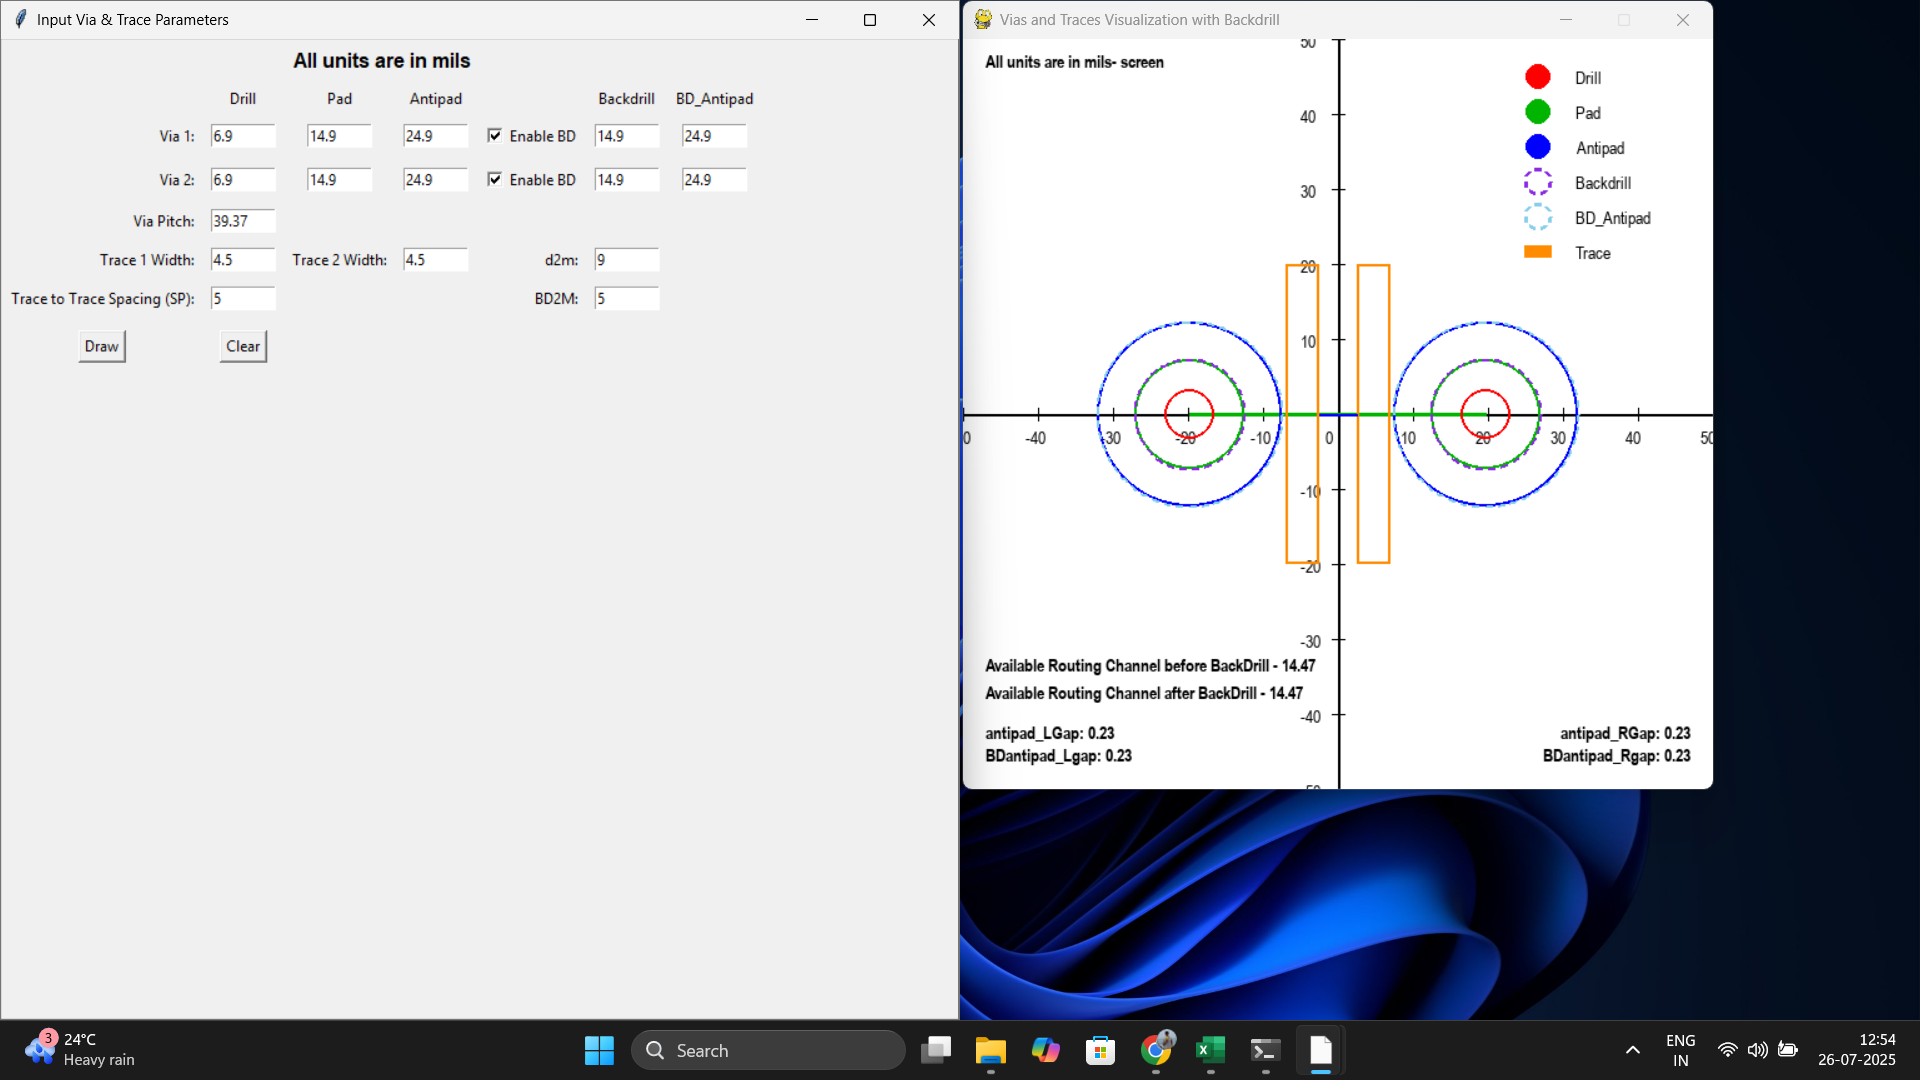 Input Via & Trace Parameters
All units are in mils
Drill Pad Antipad Backdrill BD_Antipad
Via 1: 6.9 14.9 24.9 Enable BD 14.9 24.9
Via 2: 6.9 14.9 24.9 Enable BD 14.9 24.9
Via Pitch: 39.37
Trace 1 Width: 4.5 Trace 2 Width: 4.5 d2m: 9
Trace to Trace Spacing (SP): 5 BD2M: 5
Draw Clear
Vias and Traces Visualization with Backdrill
All units are in mils- screen
50
40
30
20
10
0 -40 -30 -20 -10 0 10 20 30 40 50
-10
-20
-30
-40
-50
Drill
Pad
Antipad
Backdrill
BD_Antipad
Trace
Available Routing Channel before BackDrill - 14.47
Available Routing Channel after BackDrill - 14.47
antipad_LGap: 0.23 antipad_RGap: 0.23
BDantipad_Lgap: 0.23 BDantipad_Rgap: 0.23
3 24°C
Heavy rain
Search
ENG
IN
12:54
26-07-2025